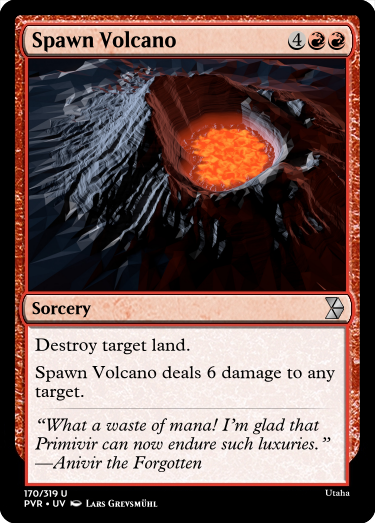 Spawn Volcano 4
Sorcery
Destroy target land.
Spawn Volcano deals 6 damage to any
target.
“What a waste of mana! I’m glad that
Primivir can now endure such luxuries.”
—Anivir the Forgotten
170/319 U
PVR • UV Lars Grevsmühl
Utaha